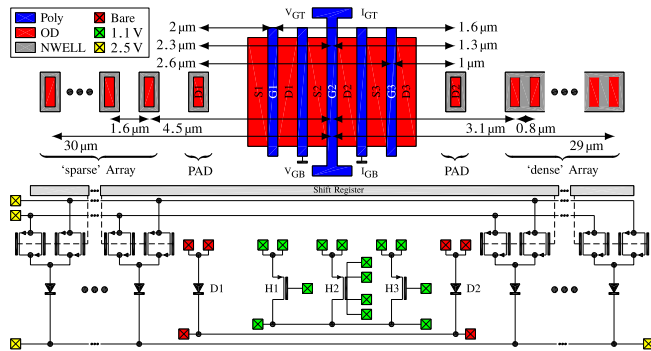 Poly
OD
NWELL
Bare
1.1 V
2.5 V
2 µm
2.3 µm
2.6 µm
V_GT
I_GT
1.6 µm
1.3 µm
1 µm
D1
S1
G1
D1
S2
G2
D2
S3
G3
D3
D2
1.6 µm
4.5 µm
3.1 µm
0.8 µm
30 µm
29 µm
'sparse' Array
PAD
V_GB
I_GB
PAD
'dense' Array
Shift Register
D1
H1
H2
H3
D2